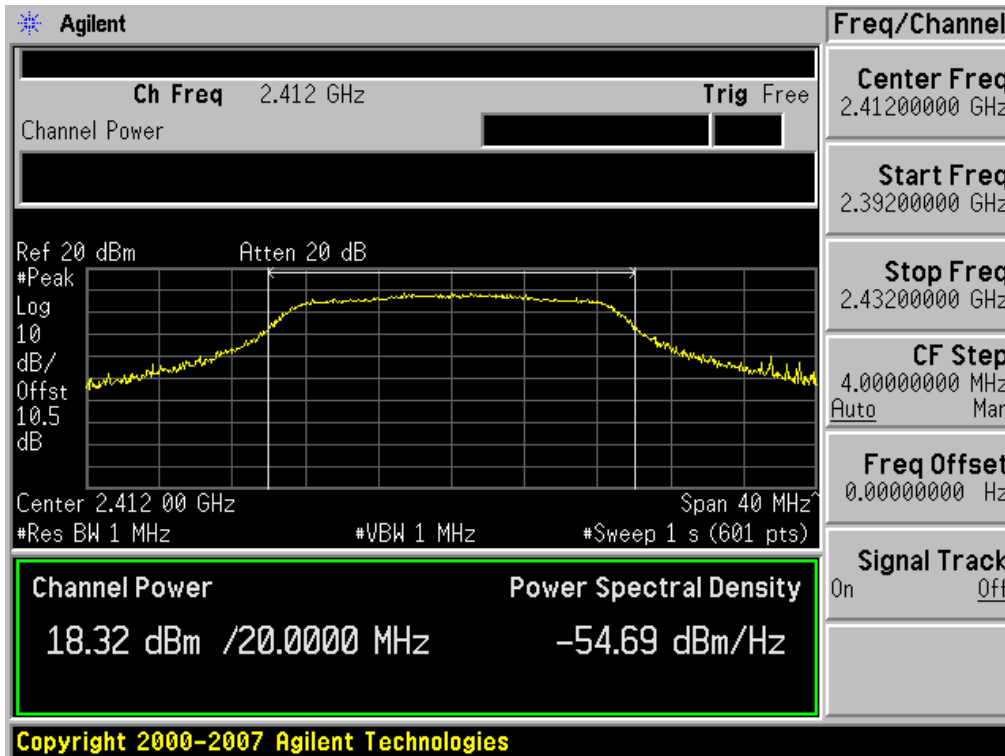 Agilent
Freq/Channel
Ch Freq 2.412 GHz Trig Free
Channel Power
Center Freq
2.41200000 GHz
Start Freq
2.39200000 GHz
Stop Freq
2.43200000 GHz
CF Step
4.00000000 MHz
Auto Man
Freq Offset
0.00000000 Hz
Signal Track
On Off
Ref 20 dBm Atten 20 dB
#Peak
Log
10
dB/
Offst
10.5
dB
Center 2.412 00 GHz Span 40 MHz^
#Res BW 1 MHz #VBW 1 MHz #Sweep 1 s (601 pts)
Channel Power Power Spectral Density
18.32 dBm /20.0000 MHz -54.69 dBm/Hz
Copyright 2000-2007 Agilent Technologies